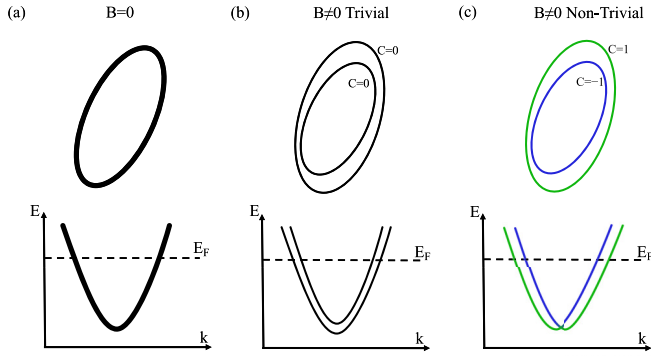 (a) B=0
(b) B≠0 Trivial
(c) B≠0 Non-Trivial
C=0
C=0
C=1
C=−1
E
E_F
k
E
E_F
k
E
E_F
k